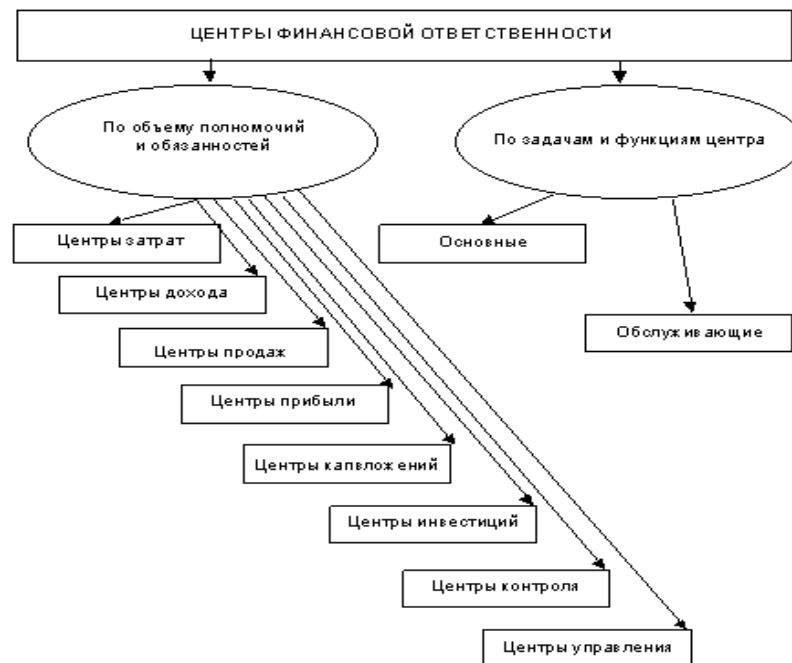 ЦЕНТРЫ ФИНАНСОВОЙ ОТВЕТСТВЕННОСТИ
По объему полномочий
и обязанностей
По задачам и функциям центра
Центры затрат
Основные
Центры дохода
Обслуживающие
Центры продаж
Центры прибыли
Центры капвложений
Центры инвестиций
Центры контроля
Центры управления